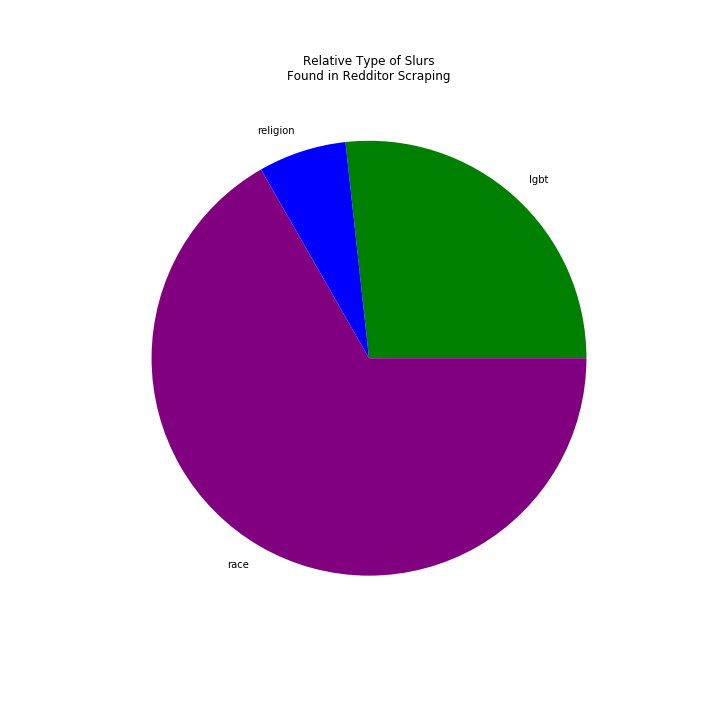 Relative Type of Slurs
Found in Redditor Scraping
religion
lgbt
race